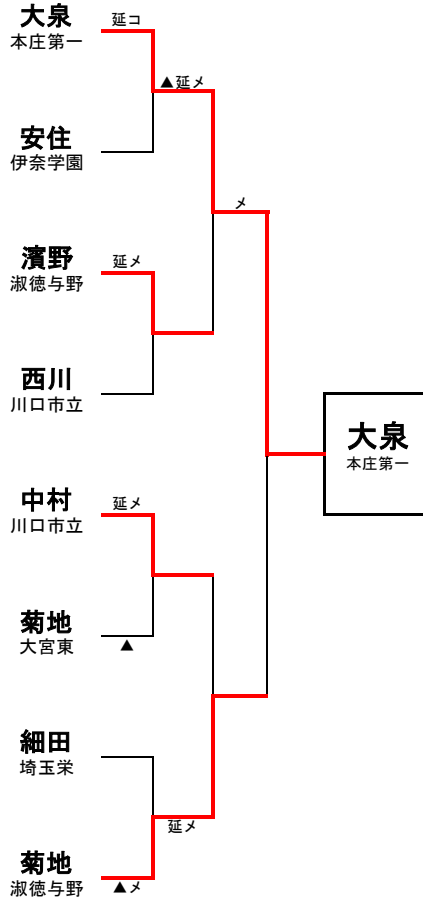 大泉
本庄第一
延コ
▲延メ
安住
伊奈学園
メ
濱野
淑徳与野
延メ
西川
川口市立
大泉
本庄第一
中村
川口市立
延メ
菊地
大宮東
▲
細田
埼玉栄
延メ
菊地
淑徳与野
▲メ